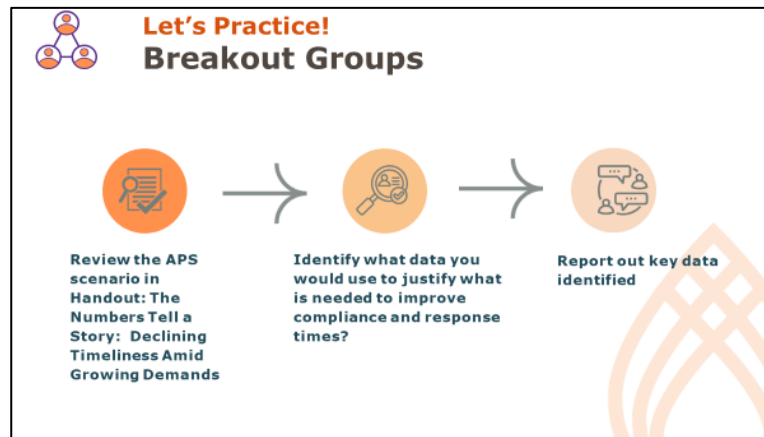 Let's Practice!
Breakout Groups
Review the APS
scenario in
Handout: The
Numbers Tell a
Story:  Declining
Timeliness Amid
Growing Demands
Identify what data you
would use to justify what
is needed to improve
compliance and response
times?
Report out key data
identified